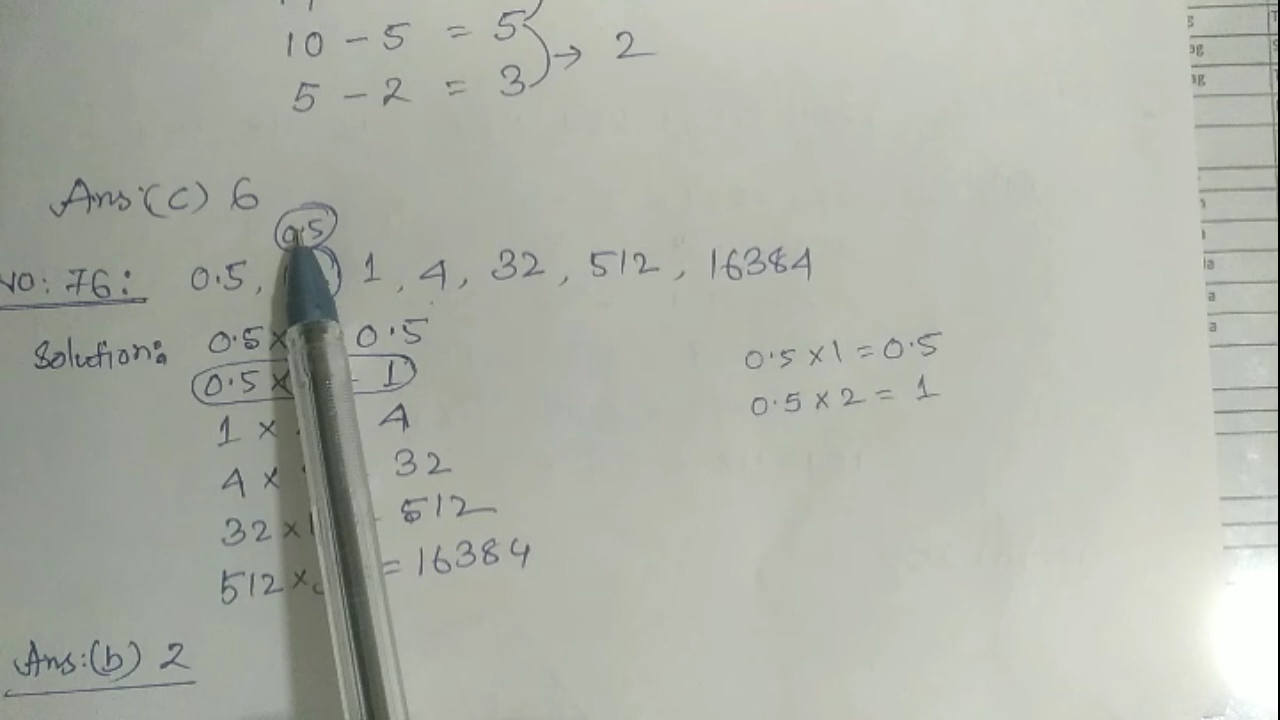 10 - 5 = 5
5 - 2 = 3
→ 2
Ans:(c) 6
0.5
NO: 76: 0.5, 1, 4, 32, 512, 16384
Solution: 0.5 × 0.5
0.5 × 1
1 × 4
4 × 32
32 × 512
512 × = 16384
0.5 × 1 = 0.5
0.5 × 2 = 1
Ans:(b) 2